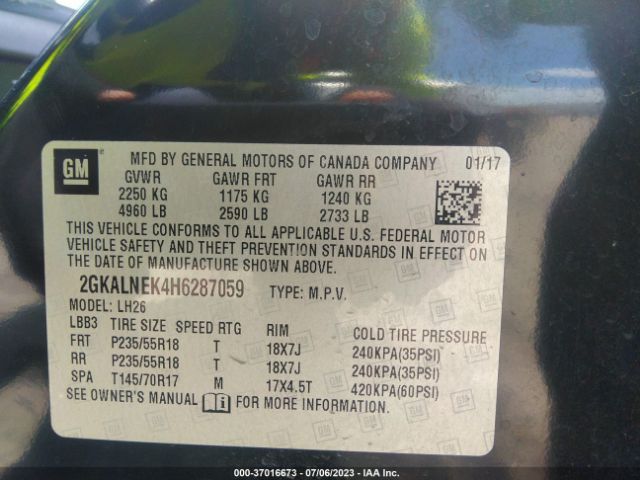 GM
MFD BY GENERAL MOTORS OF CANADA COMPANY 01/17
GVWR GAWR FRT GAWR RR
2250 KG 1175 KG 1240 KG
4960 LB 2590 LB 2733 LB
THIS VEHICLE CONFORMS TO ALL APPLICABLE U.S. FEDERAL MOTOR
VEHICLE SAFETY AND THEFT PREVENTION STANDARDS IN EFFECT ON
THE DATE OF MANUFACTURE SHOWN ABOVE.
2GKALNEK4H6287059 TYPE: M.P.V.
MODEL: LH26
LBB3 TIRE SIZE SPEED RTG RIM COLD TIRE PRESSURE
FRT P235/55R18 T 18X7J 240KPA(35PSI)
RR P235/55R18 T 18X7J 240KPA(35PSI)
SPA T145/70R17 M 17X4.5T 420KPA(60PSI)
SEE OWNER'S MANUAL i FOR MORE INFORMATION.
000-37016673 - 07/06/2023 - IAA Inc.